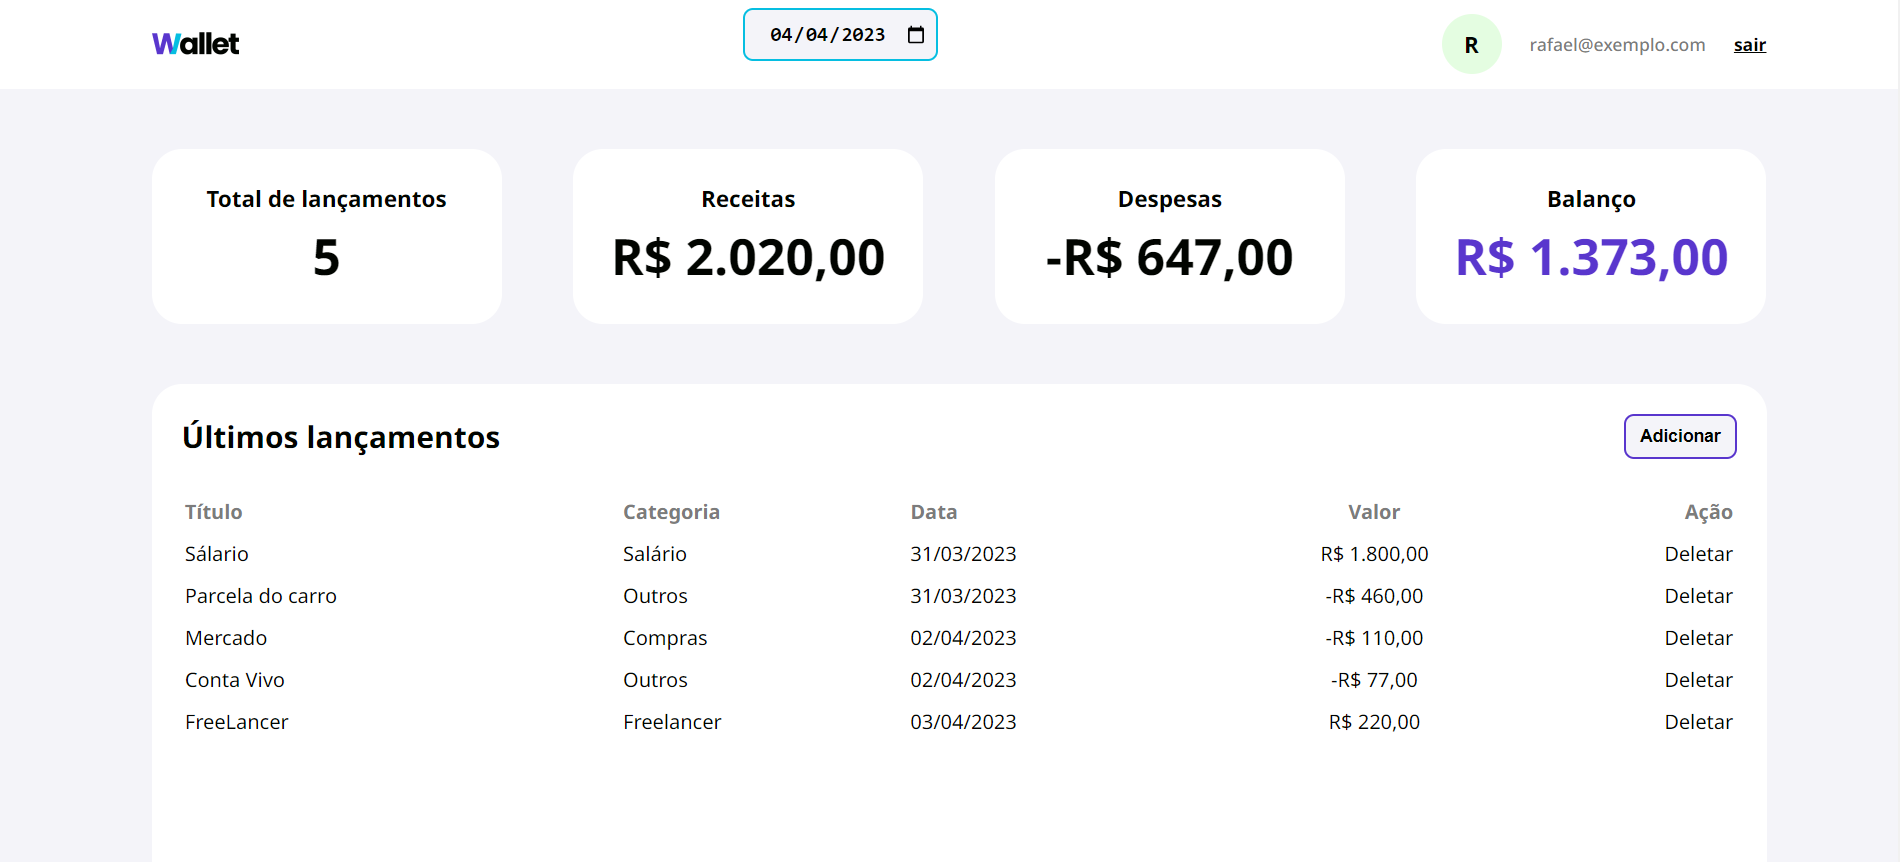 Wallet
04/04/2023
R rafael@exemplo.com sair
Total de lançamentos
5
Receitas
R$ 2.020,00
Despesas
-R$ 647,00
Balanço
R$ 1.373,00
Últimos lançamentos
Adicionar
Título Categoria Data Valor Ação
Sálario Salário 31/03/2023 R$ 1.800,00 Deletar
Parcela do carro Outros 31/03/2023 -R$ 460,00 Deletar
Mercado Compras 02/04/2023 -R$ 110,00 Deletar
Conta Vivo Outros 02/04/2023 -R$ 77,00 Deletar
FreeLancer Freelancer 03/04/2023 R$ 220,00 Deletar